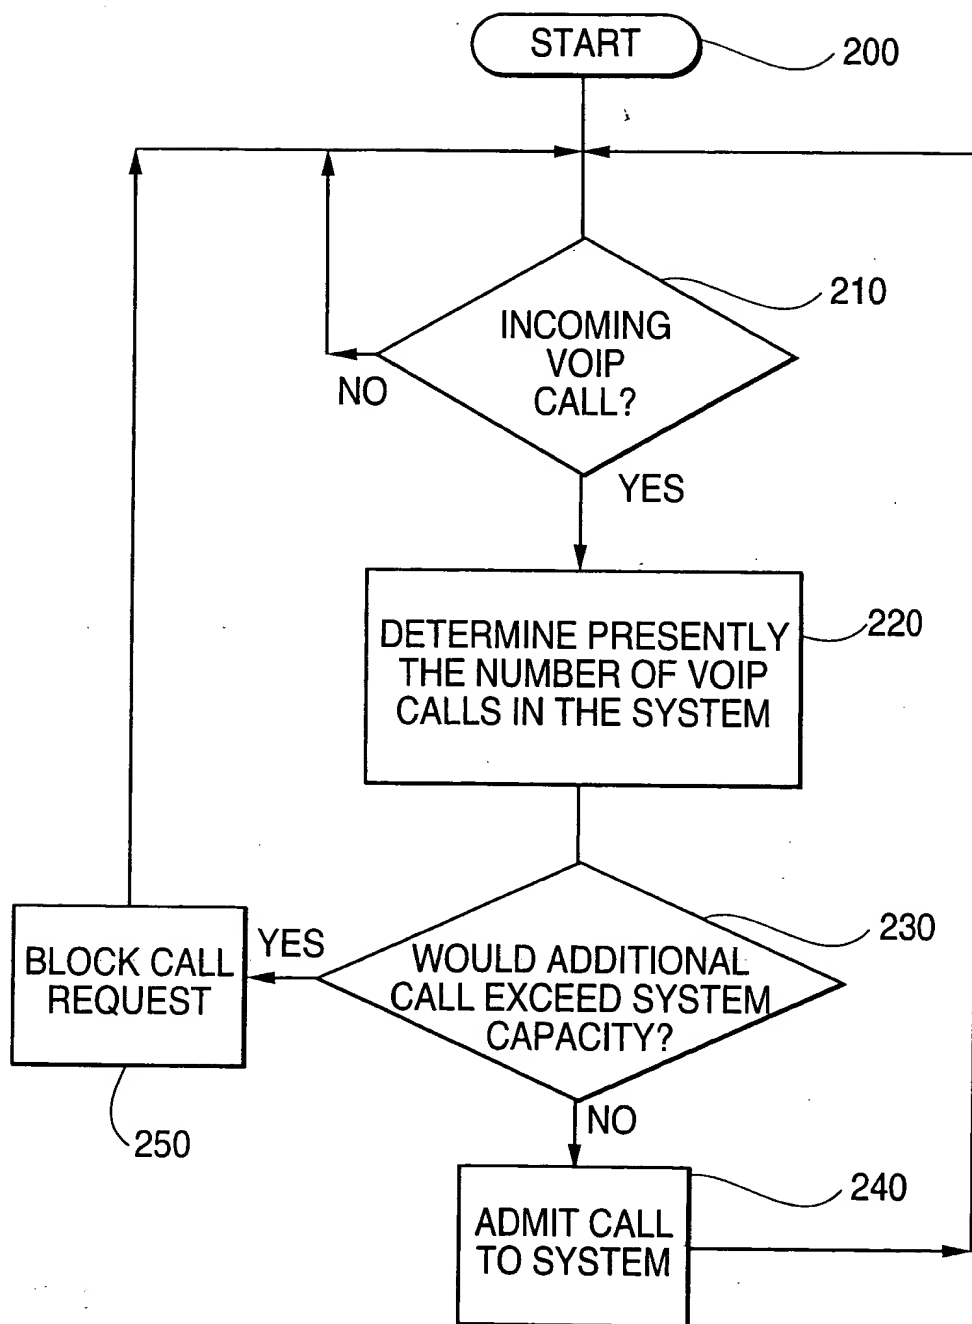 START
200
INCOMING
VOIP
CALL?
210
NO
YES
DETERMINE PRESENTLY
THE NUMBER OF VOIP
CALLS IN THE SYSTEM
220
WOULD ADDITIONAL
CALL EXCEED SYSTEM
CAPACITY?
230
YES
BLOCK CALL
REQUEST
250
NO
ADMIT CALL
TO SYSTEM
240